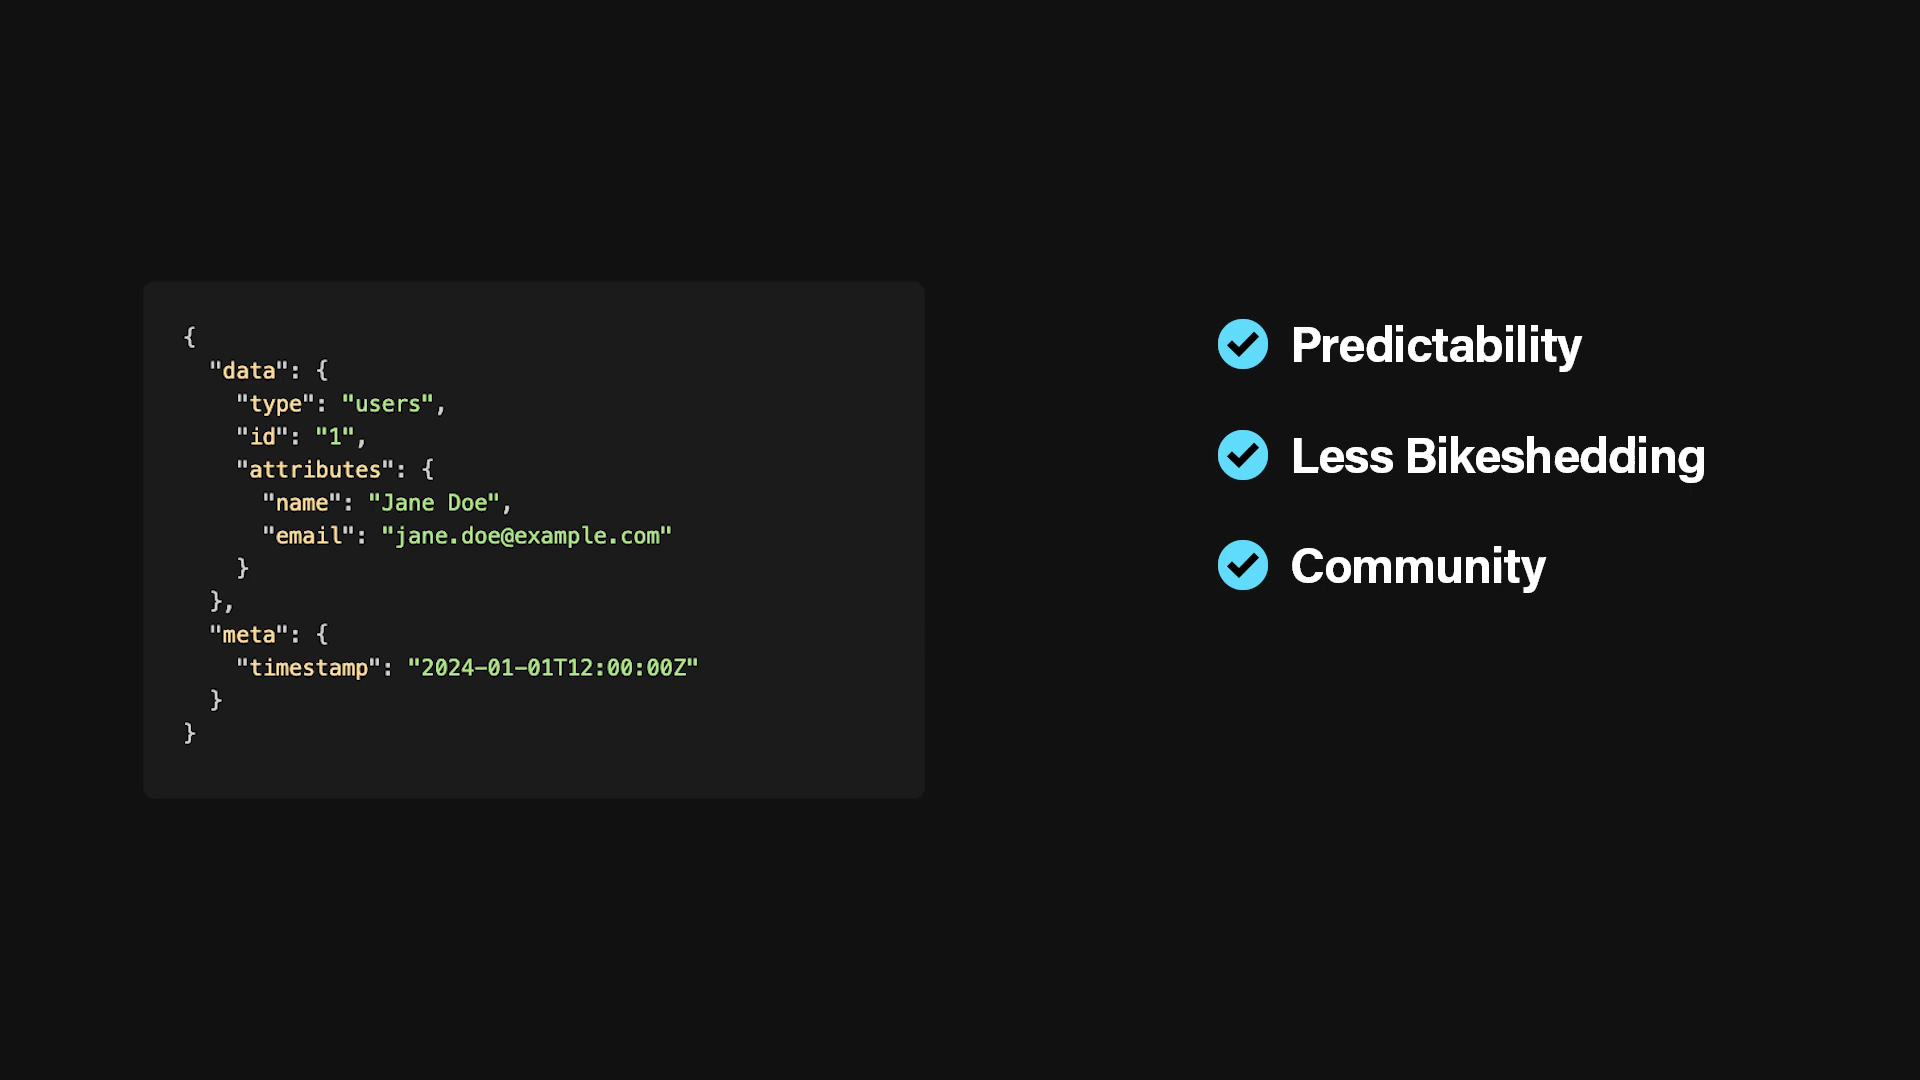 {
  "data": {
    "type": "users",
    "id": "1",
    "attributes": {
      "name": "Jane Doe",
      "email": "jane.doe@example.com"
    }
  },
  "meta": {
    "timestamp": "2024-01-01T12:00:00Z"
  }
}
Predictability
Less Bikeshedding
Community